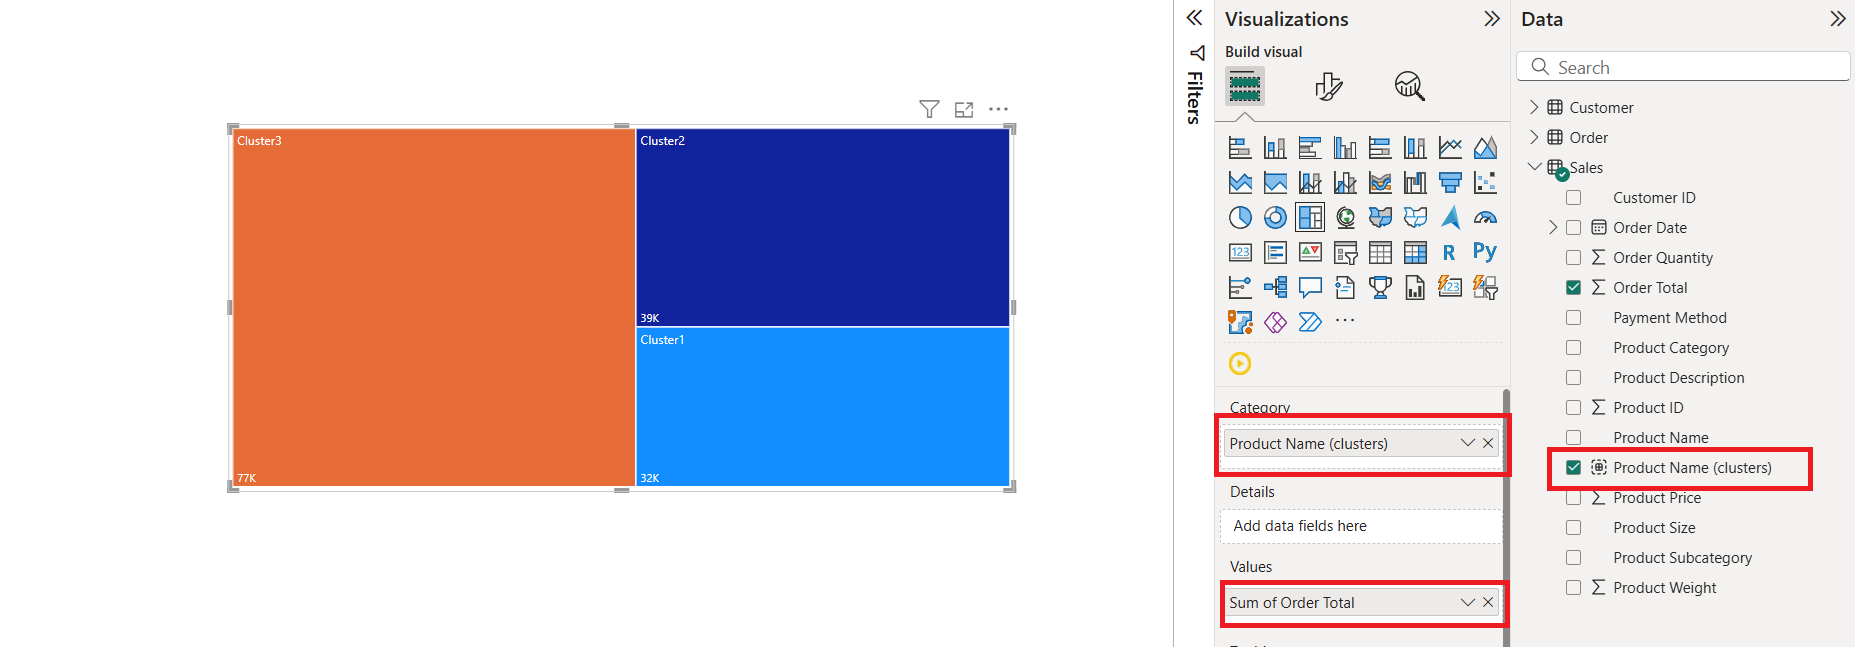 Cluster3
77K
Cluster2
39K
Cluster1
32K
Filters
Visualizations
Build visual
123
R
Py
123
Category
Product Name (clusters)
Details
Add data fields here
Values
Sum of Order Total
Data
Search
Customer
Order
Sales
Customer ID
Order Date
Order Quantity
Order Total
Payment Method
Product Category
Product Description
Product ID
Product Name
Product Name (clusters)
Product Price
Product Size
Product Subcategory
Product Weight